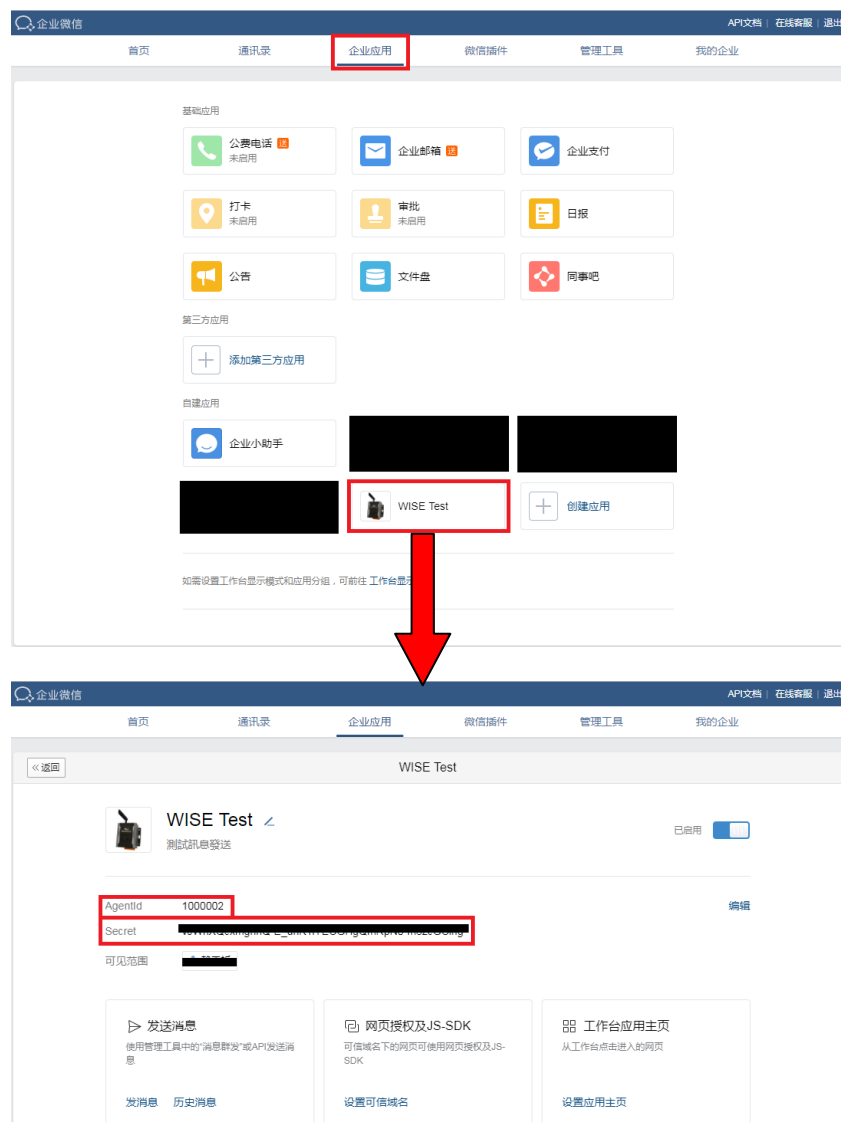 企业微信
API文档 | 在线客服 | 退出
首页 通讯录 企业应用 微信插件 管理工具 我的企业
基础应用
公费电话 送
未启用
企业邮箱 送
企业支付
打卡
未启用
审批
未启用
日报
公告
文件盘
同事吧
第三方应用
添加第三方应用
自建应用
企业小助手
WISE Test
创建应用
如需设置工作台显示模式和应用分组，可前往 工作台显
企业微信
API文档 | 在线客服 | 退出
首页 通讯录 企业应用 微信插件 管理工具 我的企业
返回
WISE Test
WISE Test
测試訊息發送
已启用
AgentId 1000002
编辑
Secret
可见范围
发送消息
使用管理工具中的“消息群发”或API发送消
息
发消息 历史消息
网页授权及JS-SDK
可信域名下的网页可使用网页授权及JS-
SDK
设置可信域名
工作台应用主页
从工作台点击进入的网页
设置应用主页